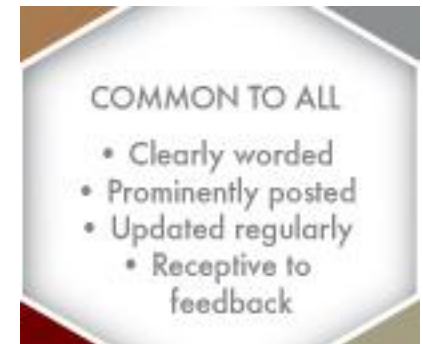 COMMON TO ALL
• Clearly worded
• Prominently posted
• Updated regularly
• Receptive to
feedback